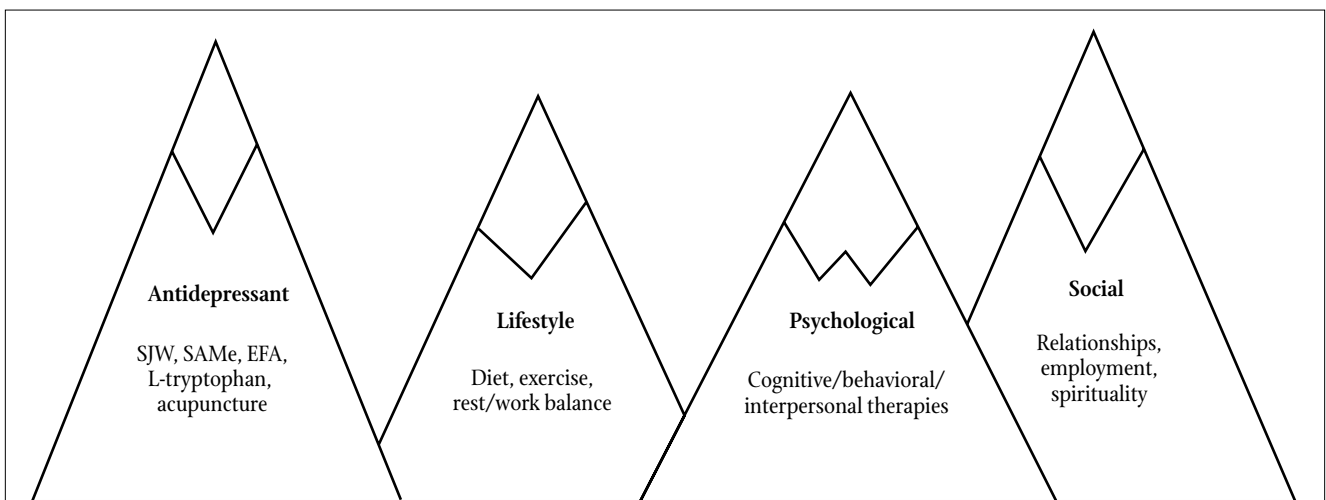 Antidepressant
SJW, SAMe, EFA,
L-tryptophan,
acupuncture
Lifestyle
Diet, exercise,
rest/work balance
Psychological
Cognitive/behavioral/
interpersonal therapies
Social
Relationships,
employment,
spirituality